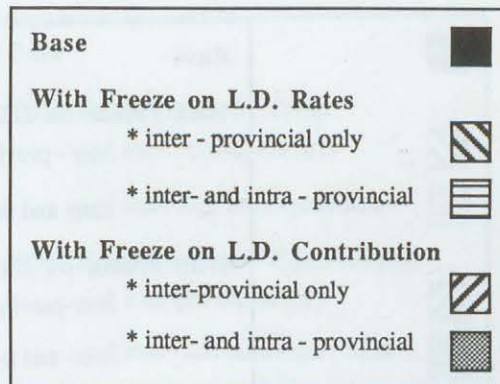 Base
With Freeze on L.D. Rates
* inter - provincial only
* inter- and intra - provincial
With Freeze on L.D. Contribution
* inter-provincial only
* inter- and intra - provincial